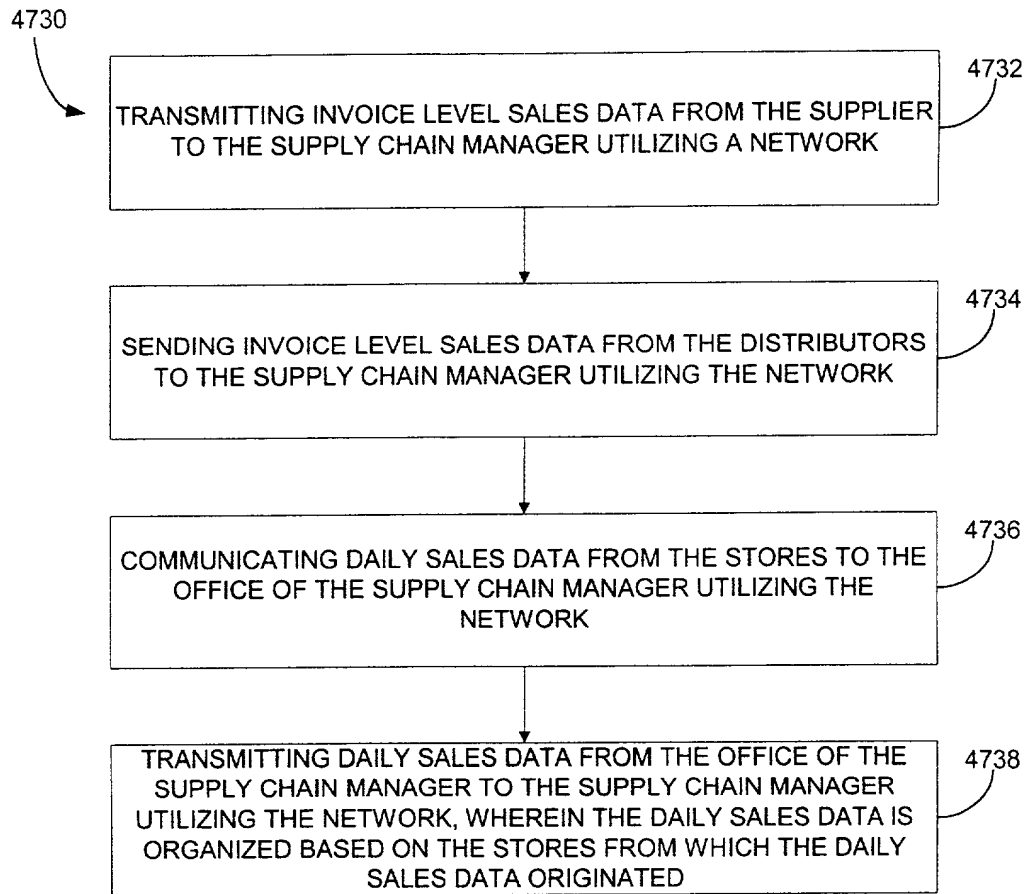 4730
4732
TRANSMITTING INVOICE LEVEL SALES DATA FROM THE SUPPLIER
TO THE SUPPLY CHAIN MANAGER UTILIZING A NETWORK
4734
SENDING INVOICE LEVEL SALES DATA FROM THE DISTRIBUTORS
TO THE SUPPLY CHAIN MANAGER UTILIZING THE NETWORK
4736
COMMUNICATING DAILY SALES DATA FROM THE STORES TO THE
OFFICE OF THE SUPPLY CHAIN MANAGER UTILIZING THE
NETWORK
4738
TRANSMITTING DAILY SALES DATA FROM THE OFFICE OF THE
SUPPLY CHAIN MANAGER TO THE SUPPLY CHAIN MANAGER
UTILIZING THE NETWORK, WHEREIN THE DAILY SALES DATA IS
ORGANIZED BASED ON THE STORES FROM WHICH THE DAILY
SALES DATA ORIGINATED